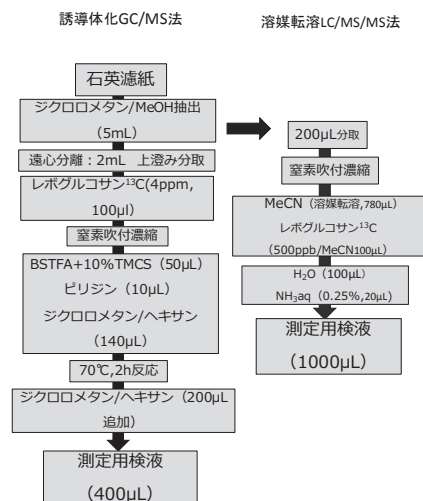 誘導体化GC/MS法
石英濾紙
ジクロロメタン/MeOH抽出
（5mL）
遠心分離：2mL　上澄み分取
レボグルコサン¹³C(4ppm,
100µl）
窒素吹付濃縮
BSTFA+10%TMCS（50µL）
ピリジン（10µL）
ジクロロメタン/ヘキサン
（140µL）
70℃,2h反応
ジクロロメタン/ヘキサン（200µL
追加）
測定用検液
（400µL）
溶媒転溶LC/MS/MS法
200µL分取
窒素吹付濃縮
MeCN（溶媒転溶,780µL）
レボグルコサン¹³C
（500ppb/MeCN100µL）
H₂O（100µL）
NH₃aq（0.25%,20µL）
測定用検液
（1000µL）